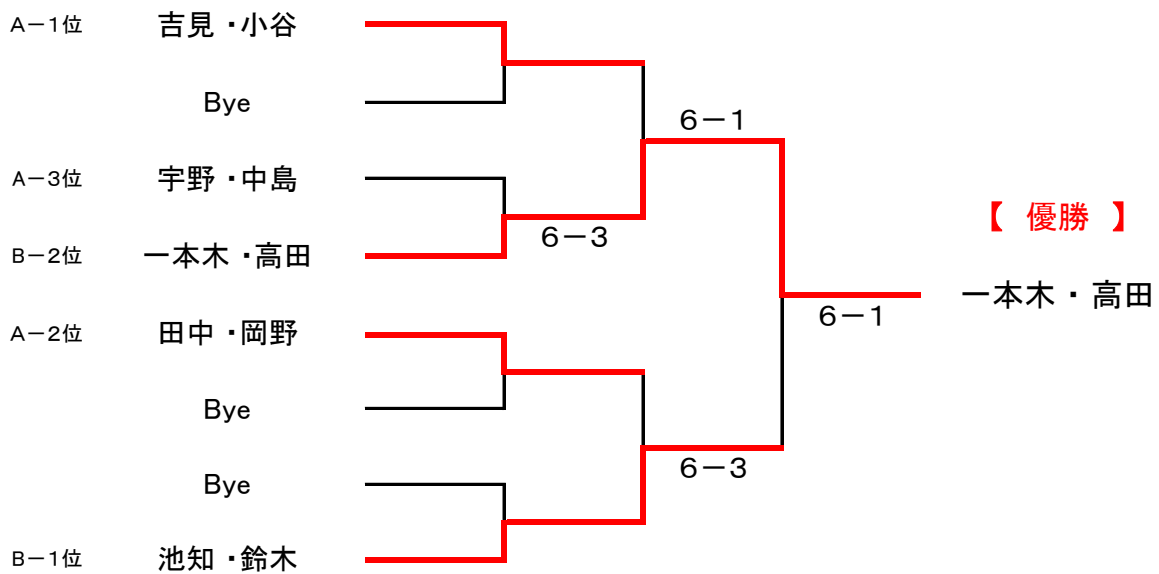 A-1位 吉見・小谷
Bye
6-1
A-3位 宇野・中島
【 優勝 】
6-3
B-2位 一本木・高田
一本木・高田
6-1
A-2位 田中・岡野
Bye
6-3
Bye
B-1位 池知・鈴木